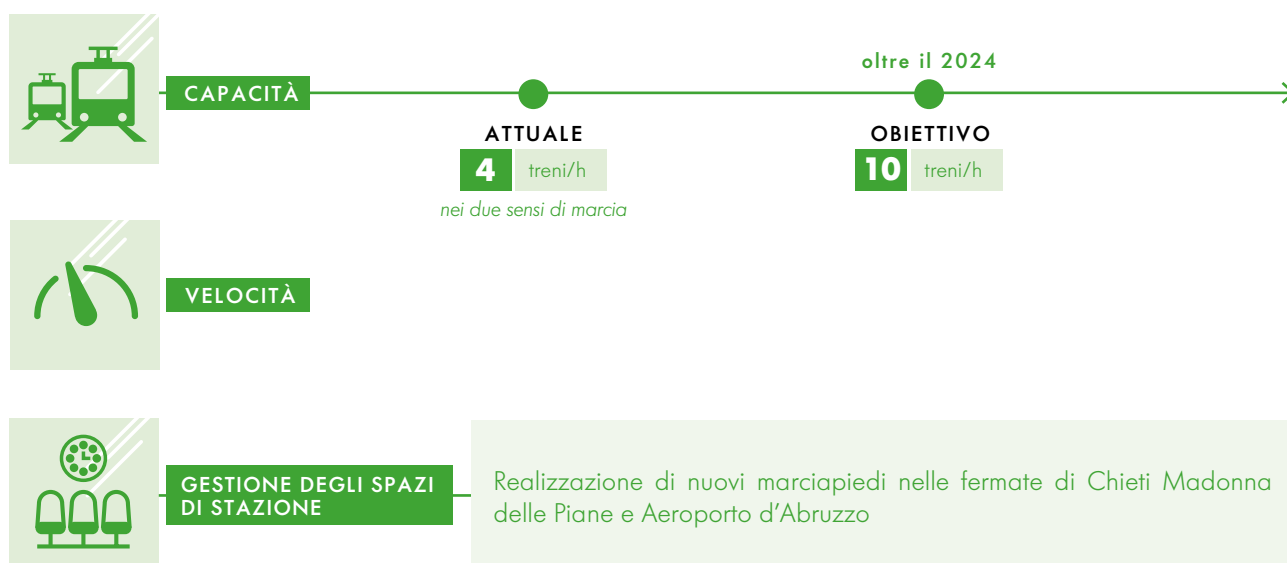 oltre il 2024
CAPACITÀ
ATTUALE
OBIETTIVO
4 treni/h
10 treni/h
nei due sensi di marcia
VELOCITÀ
GESTIONE DEGLI SPAZI
DI STAZIONE
Realizzazione di nuovi marciapiedi nelle fermate di Chieti Madonna
delle Piane e Aeroporto d’Abruzzo